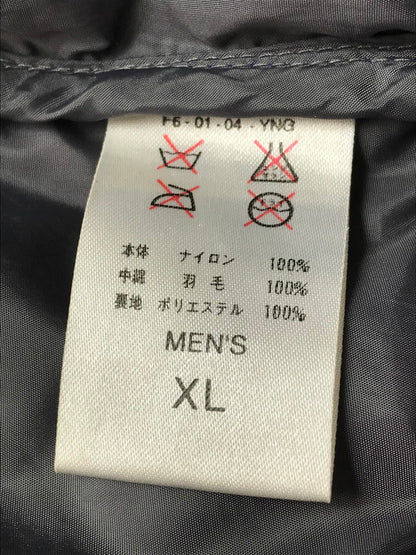 F6-01-04-YNG
本体 ナイロン 100%
中綿 羽毛 100%
裏地 ポリエステル 100%
MEN'S
XL